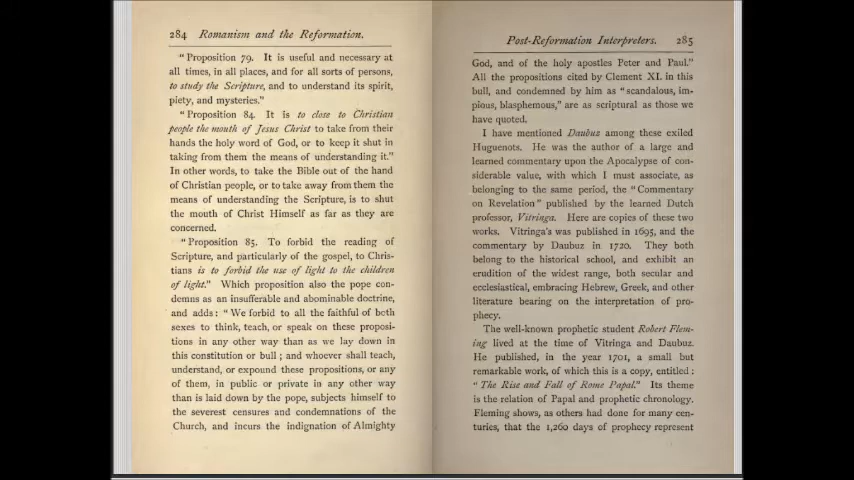 284 Romanism and the Reformation.
" Proposition 79. It is useful and necessary at
all times, in all places, and for all sorts of persons,
to study the Scripture, and to understand its spirit,
piety, and mysteries."
" Proposition 84. It is to close to Christian
people the mouth of Jesus Christ to take from their
hands the holy word of God, or to keep it shut in
taking from them the means of understanding it."
In other words, to take the Bible out of the hand
of Christian people, or to take away from them the
means of understanding the Scripture, is to shut
the mouth of Christ Himself as far as they are
concerned.
" Proposition 85. To forbid the reading of
Scripture, and particularly of the gospel, to Chris-
tians is to forbid the use of light to the children
of light." Which proposition also the pope con-
demns as an insufferable and abominable doctrine,
and adds: " We forbid to all the faithful of both
sexes to think, teach, or speak on these proposi-
tions in any other way than as we lay down in
this constitution or bull; and whoever shall teach,
understand, or expound these propositions, or any
of them, in public or private in any other way
than is laid down by the pope, subjects himself to
the severest censures and condemnations of the
Church, and incurs the indignation of Almighty
Post-Reformation Interpreters. 285
God, and of the holy apostles Peter and Paul."
All the propositions cited by Clement XI. in this
bull, and condemned by him as "scandalous, im-
pious, blasphemous," are as scriptural as those we
have quoted.
I have mentioned Daubuz among these exiled
Huguenots. He was the author of a large and
learned commentary upon the Apocalypse of con-
siderable value, with which I must associate, as
belonging to the same period, the "Commentary
on Revelation" published by the learned Dutch
professor, Vitringa. Here are copies of these two
works. Vitringa's was published in 1695, and the
commentary by Daubuz in 1720. They both
belong to the historical school, and exhibit an
erudition of the widest range, both secular and
ecclesiastical, embracing Hebrew, Greek, and other
literature bearing on the interpretation of pro-
phecy.
The well-known prophetic student Robert Flem-
ing lived at the time of Vitringa and Daubuz.
He published, in the year 1701, a small but
remarkable work, of which this is a copy, entitled:
" The Rise and Fall of Rome Papal." Its theme
is the relation of Papal and prophetic chronology.
Fleming shows, as others had done for many cen-
turies, that the 1,260 days of prophecy represent